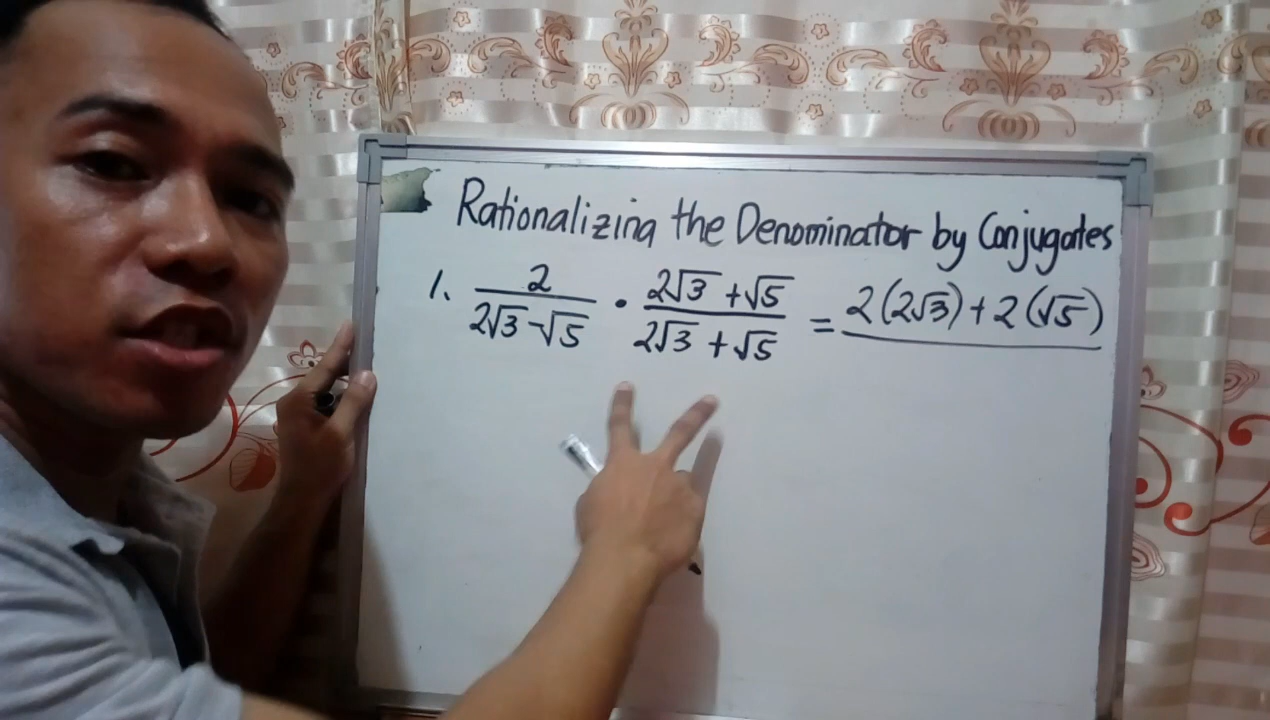 Rationalizing the Denominator by Conjugates
1. 2/(2√3 -√5) • (2√3 +√5)/(2√3 +√5) = 2(2√3)+2(√5)